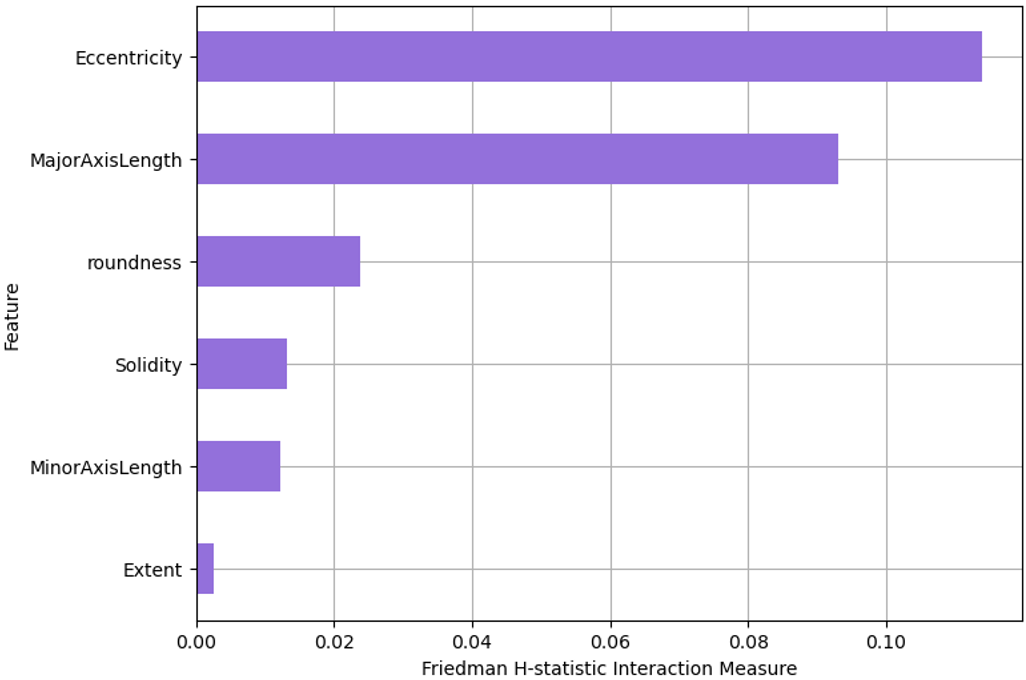 Eccentricity
MajorAxisLength
roundness
Solidity
MinorAxisLength
Extent
Feature
0.00 0.02 0.04 0.06 0.08 0.10
Friedman H-statistic Interaction Measure